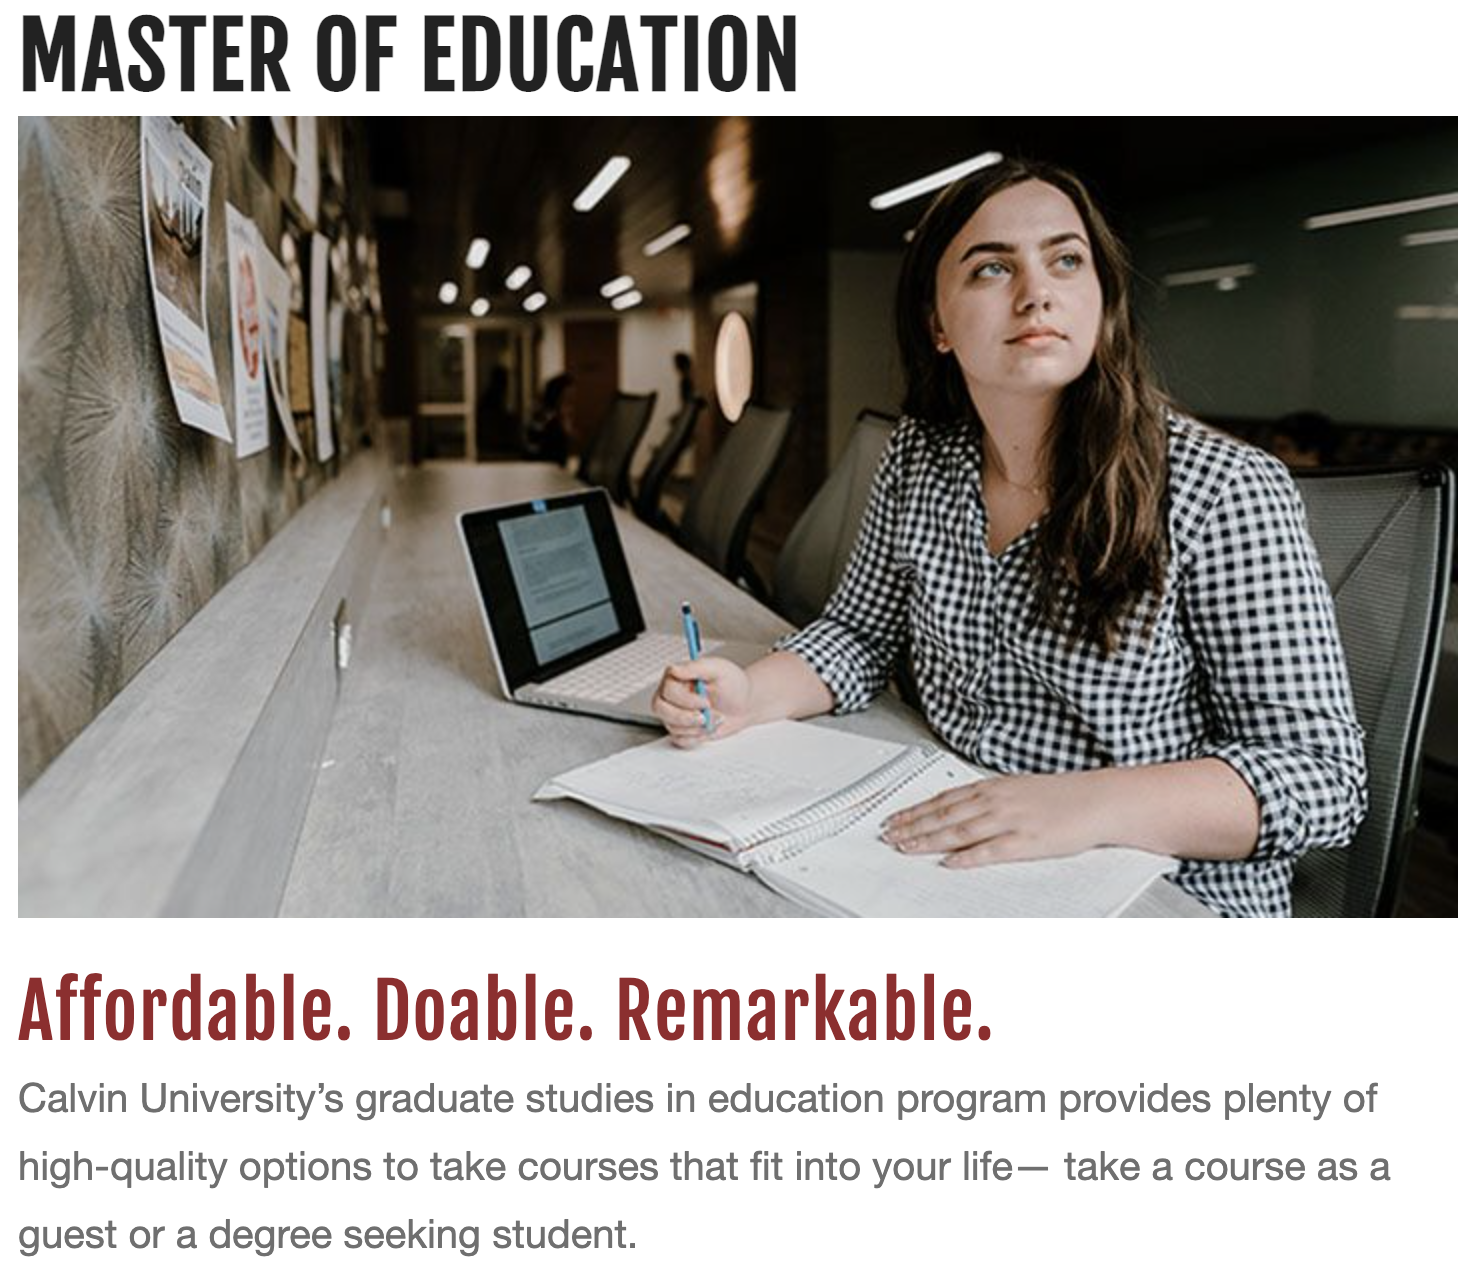 MASTER OF EDUCATION
Affordable. Doable. Remarkable.
Calvin University’s graduate studies in education program provides plenty of
high-quality options to take courses that fit into your life— take a course as a
guest or a degree seeking student.